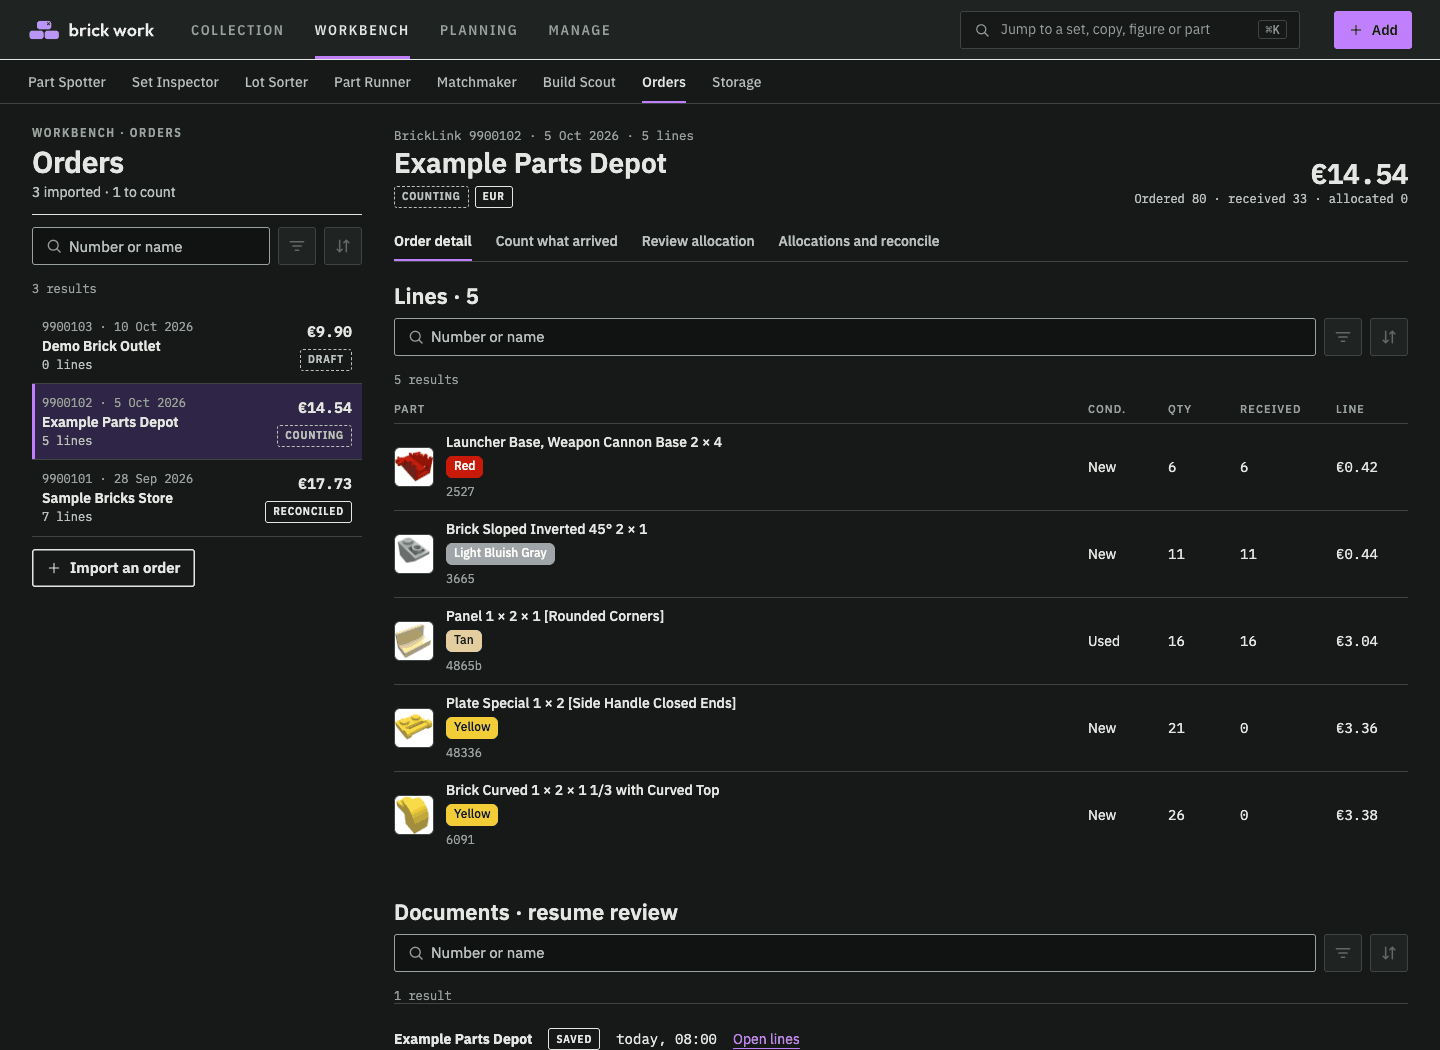 brick work
COLLECTION
WORKBENCH
PLANNING
MANAGE
Jump to a set, copy, figure or part
⌘K
+ Add
Part Spotter
Set Inspector
Lot Sorter
Part Runner
Matchmaker
Build Scout
Orders
Storage
WORKBENCH · ORDERS
Orders
3 imported · 1 to count
Number or name
3 results
9900103 · 10 Oct 2026
€9.90
Demo Brick Outlet
DRAFT
0 lines
9900102 · 5 Oct 2026
€14.54
Example Parts Depot
COUNTING
5 lines
9900101 · 28 Sep 2026
€17.73
Sample Bricks Store
RECONCILED
7 lines
+ Import an order
BrickLink 9900102 · 5 Oct 2026 · 5 lines
Example Parts Depot
COUNTING
EUR
€14.54
Ordered 80 · received 33 · allocated 0
Order detail
Count what arrived
Review allocation
Allocations and reconcile
Lines · 5
Number or name
5 results
PART COND. QTY RECEIVED LINE
Launcher Base, Weapon Cannon Base 2 × 4
Red
2527
New 6 6 €0.42
Brick Sloped Inverted 45° 2 × 1
Light Bluish Gray
3665
New 11 11 €0.44
Panel 1 × 2 × 1 [Rounded Corners]
Tan
4865b
Used 16 16 €3.04
Plate Special 1 × 2 [Side Handle Closed Ends]
Yellow
48336
New 21 0 €3.36
Brick Curved 1 × 2 × 1 1/3 with Curved Top
Yellow
6091
New 26 0 €3.38
Documents · resume review
Number or name
1 result
Example Parts Depot SAVED today, 08:00 Open lines